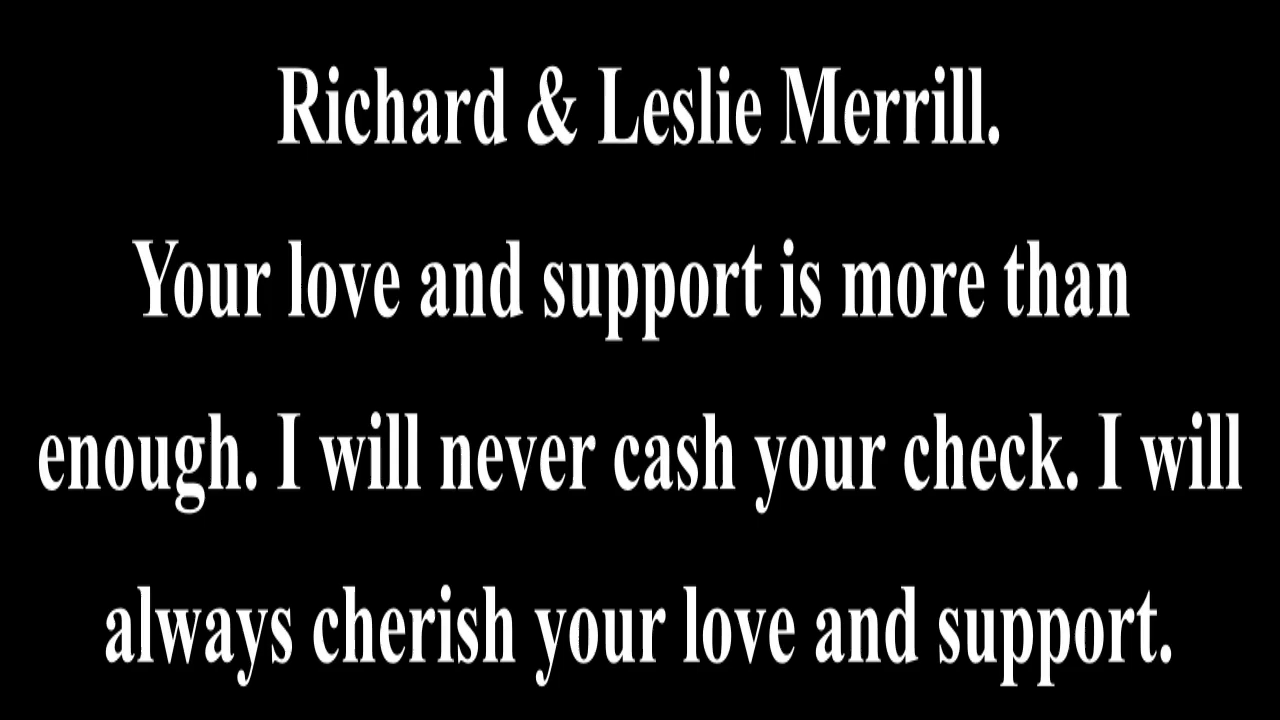 Richard & Leslie Merrill.
Your love and support is more than
enough. I will never cash your check. I will
always cherish your love and support.